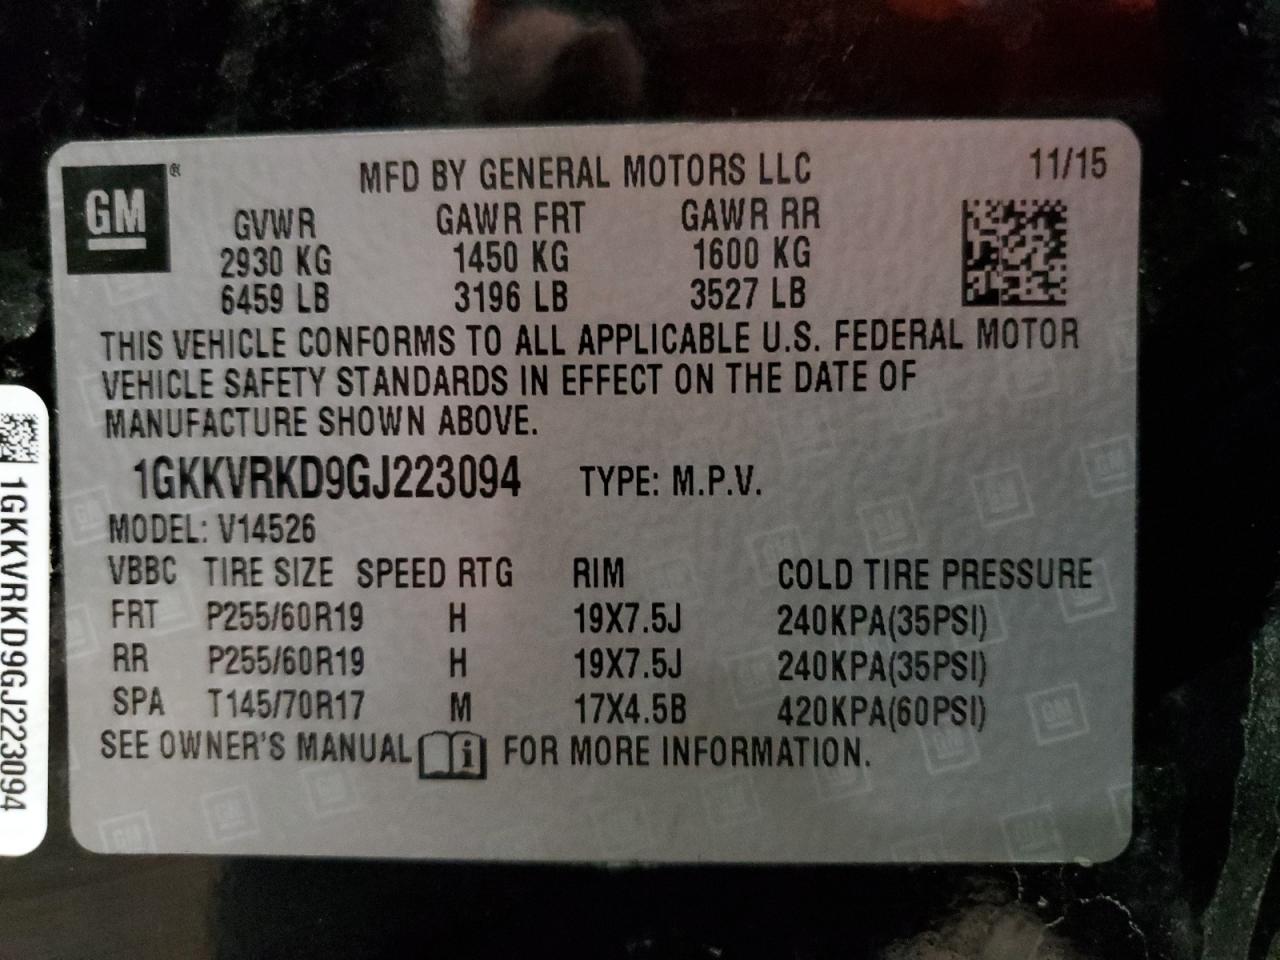 GM ®
MFD BY GENERAL MOTORS LLC 11/15
GVWR GAWR FRT GAWR RR
2930 KG 1450 KG 1600 KG
6459 LB 3196 LB 3527 LB
THIS VEHICLE CONFORMS TO ALL APPLICABLE U.S. FEDERAL MOTOR
VEHICLE SAFETY STANDARDS IN EFFECT ON THE DATE OF
MANUFACTURE SHOWN ABOVE.
1GKKVRKD9GJ223094 TYPE: M.P.V.
MODEL: V14526
VBBC TIRE SIZE SPEED RTG RIM COLD TIRE PRESSURE
FRT P255/60R19 H 19X7.5J 240KPA(35PSI)
RR P255/60R19 H 19X7.5J 240KPA(35PSI)
SPA T145/70R17 M 17X4.5B 420KPA(60PSI)
SEE OWNER'S MANUAL i FOR MORE INFORMATION.
1GKKVRKD9GJ223094